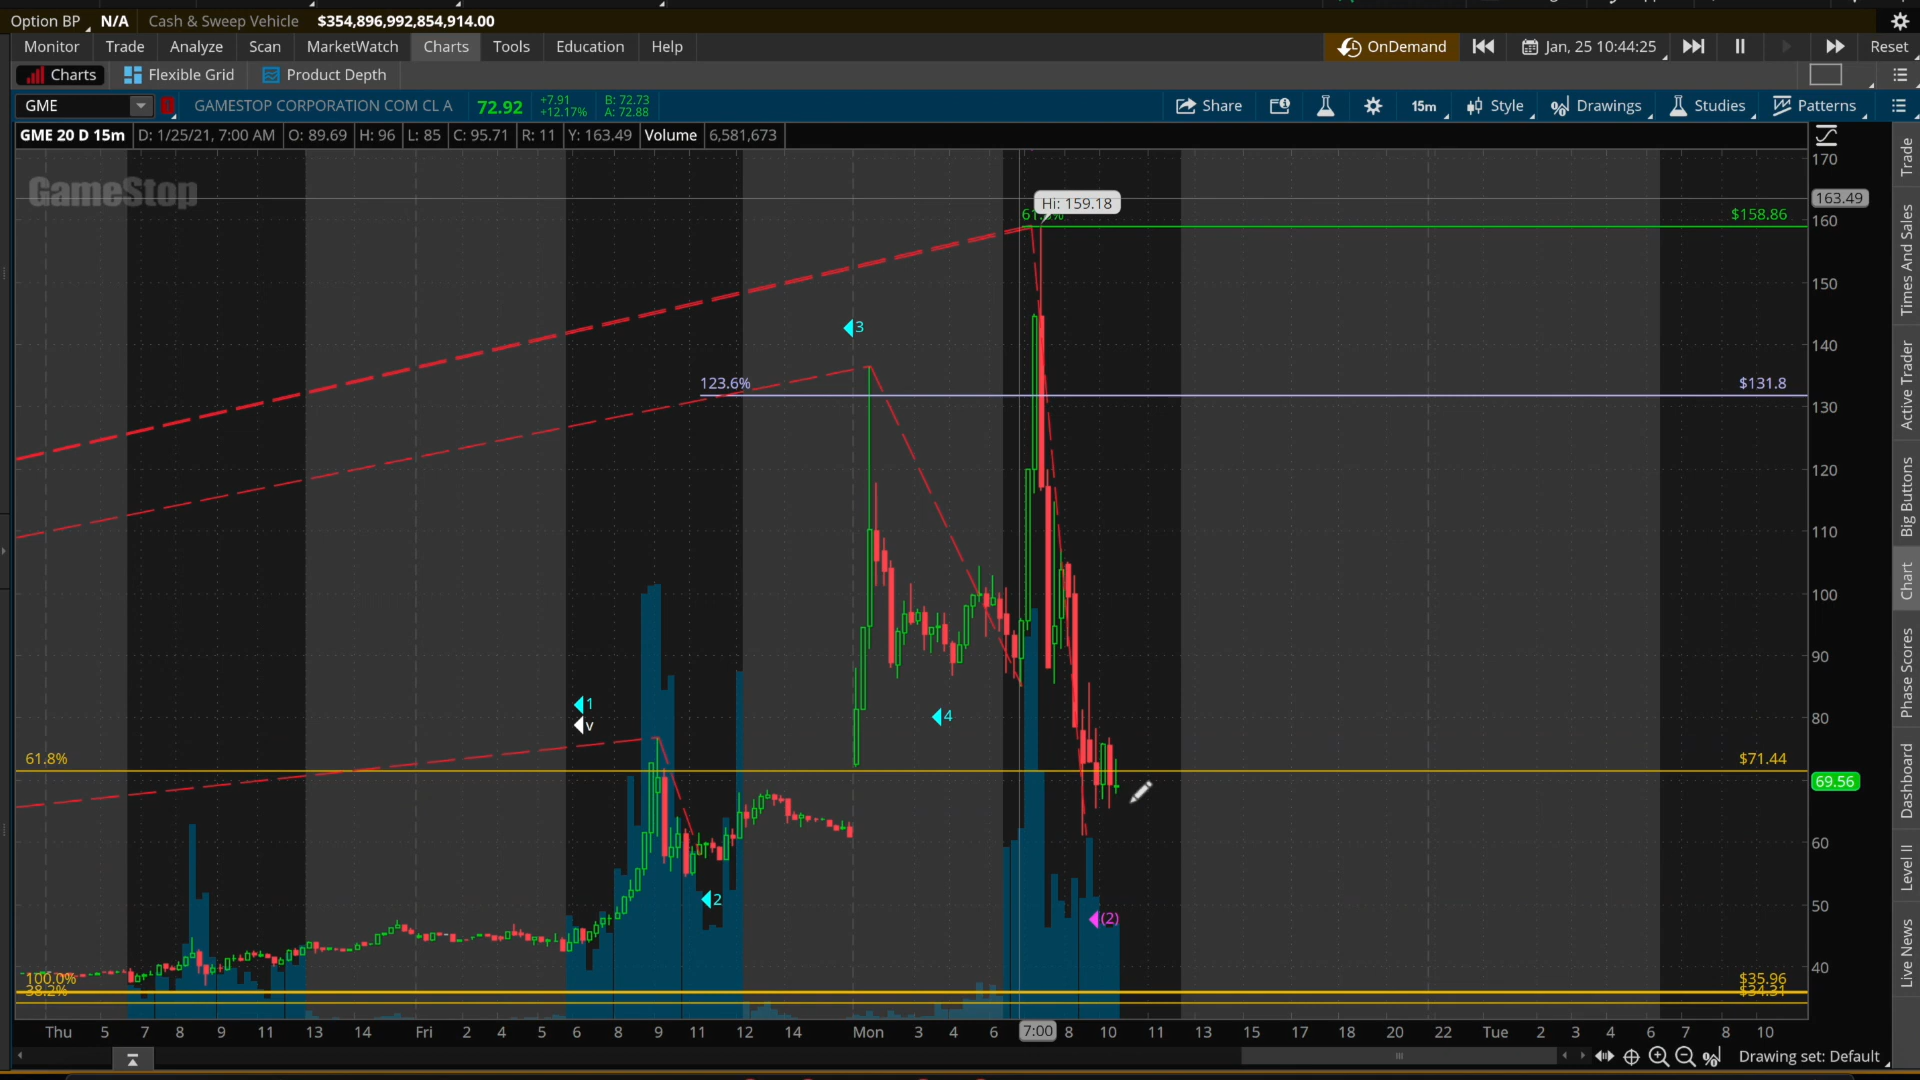 Option BP N/A Cash & Sweep Vehicle $354,896,992,854,914.00
Monitor Trade Analyze Scan MarketWatch Charts Tools Education Help OnDemand Jan, 25 10:44:25 Reset
Charts Flexible Grid Product Depth
GME GAMESTOP CORPORATION COM CL A 72.92 +7.91 +12.17% B: 72.73 A: 72.88 Share 15m Style Drawings Studies Patterns
GME 20 D 15m D: 1/25/21, 7:00 AM O: 89.69 H: 96 L: 85 C: 95.71 R: 11 Y: 163.49 Volume 6,581,673
GameStop
Hi: 159.18
$158.86
3
123.6% $131.8
1
v
4
61.8% $71.44
2
(2)
100.0% $35.96
38.2% $34.31
170
163.49
160
150
140
130
120
110
100
90
80
69.56
60
50
40
Thu 5 7 8 9 11 13 14 Fri 2 4 5 6 8 9 11 12 14 Mon 3 4 6 7:00 8 10 11 13 15 17 18 20 22 Tue 2 3 4 6 7 8 10
Drawing set: Default
Trade
Times And Sales
Active Trader
Big Buttons
Chart
Phase Scores
Dashboard
Level II
Live News